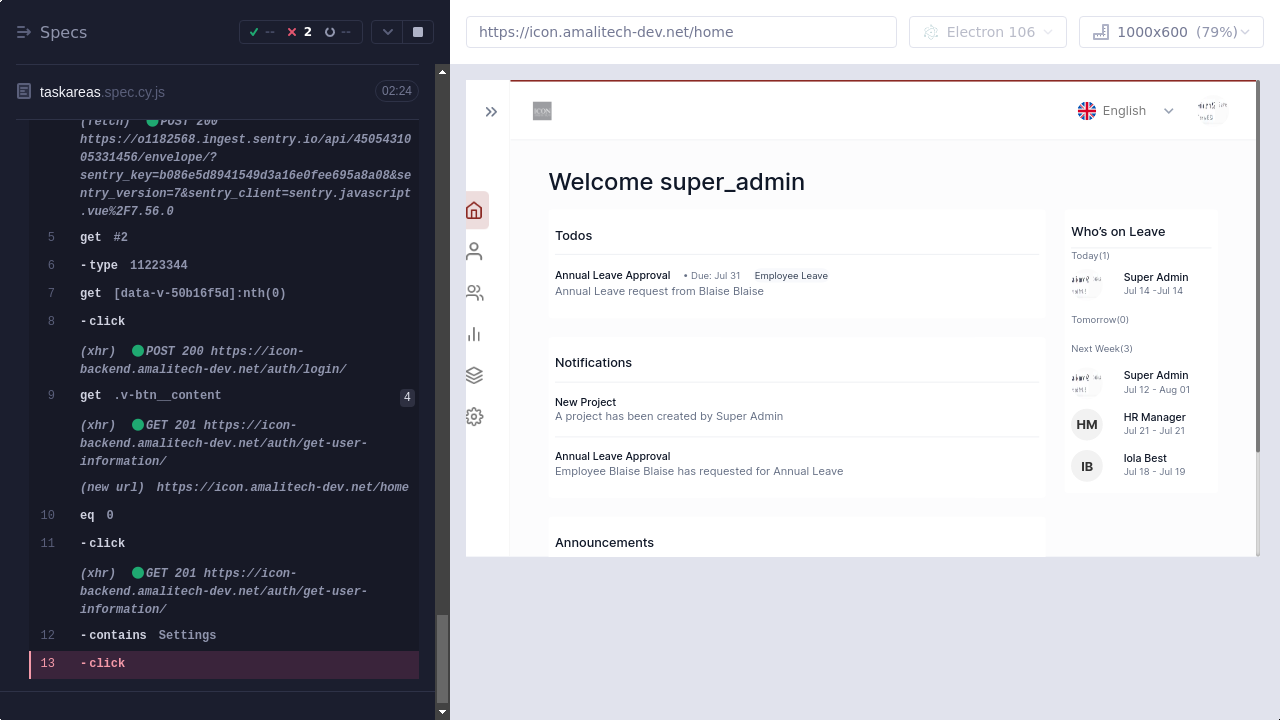 Specs
--
2
--
taskareas.spec.cy.js
02:24
(fetch) POST 200
https://o1182568.ingest.sentry.io/api/45054310
05331456/envelope/?
sentry_key=b086e5d8941549d3a16e0fee695a8a08&se
ntry_version=7&sentry_client=sentry.javascript
.vue%2F7.56.0
5 get #2
6 -type 11223344
7 get [data-v-50b16f5d]:nth(0)
8 -click
(xhr) POST 200 https://icon-
backend.amalitech-dev.net/auth/login/
9 get .v-btn__content 4
(xhr) GET 201 https://icon-
backend.amalitech-dev.net/auth/get-user-
information/
(new url) https://icon.amalitech-dev.net/home
10 eq 0
11 -click
(xhr) GET 201 https://icon-
backend.amalitech-dev.net/auth/get-user-
information/
12 -contains Settings
13 -click
https://icon.amalitech-dev.net/home
Electron 106
1000x600 (79%)
ICON
English
Welcome super_admin
Todos
Annual Leave Approval • Due: Jul 31 Employee Leave
Annual Leave request from Blaise Blaise
Notifications
New Project
A project has been created by Super Admin
Annual Leave Approval
Employee Blaise Blaise has requested for Annual Leave
Announcements
Who's on Leave
Today(1)
Super Admin
Jul 14 -Jul 14
Tomorrow(0)
Next Week(3)
Super Admin
Jul 12 - Aug 01
HM
HR Manager
Jul 21 - Jul 21
IB
Iola Best
Jul 18 - Jul 19